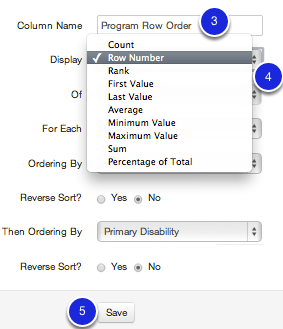 Column Name Program Row Order 3
Count
Display ✓ Row Number
Rank 4
First Value
Of Last Value
Average
For Each Minimum Value
Maximum Value
Sum
Ordering By Percentage of Total
Reverse Sort? Yes No
Then Ordering By Primary Disability
Reverse Sort? Yes No
5 Save